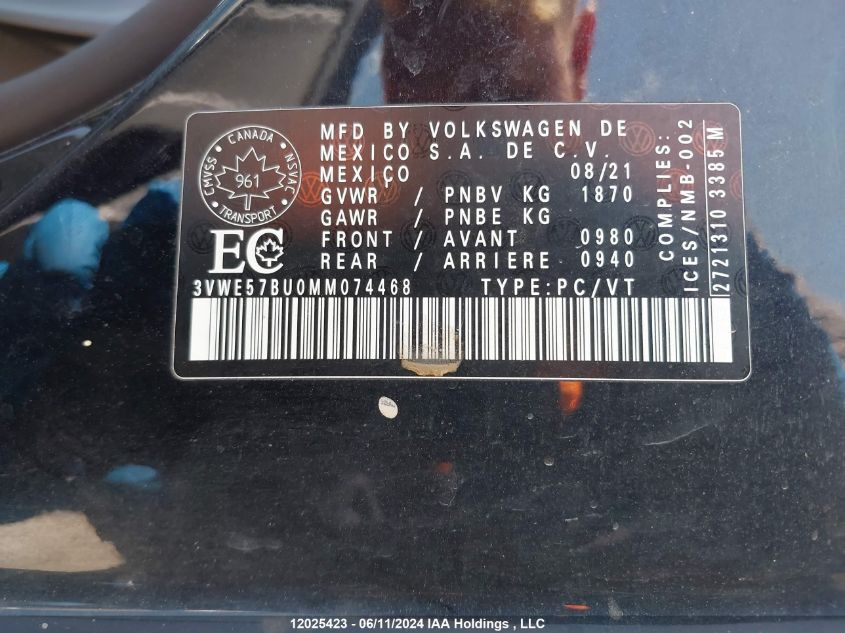 CANADA
CMVSS
NSVAC
961
TRANSPORT
EC
MFD BY VOLKSWAGEN DE
MEXICO S.A. DE C.V.
MEXICO 08/21
GVWR / PNBV KG 1870
GAWR / PNBE KG
FRONT / AVANT 0980
REAR / ARRIERE 0940
3VWE57BU0MM074468 TYPE:PC/VT
COMPLIES:
ICES/NMB-002
2721310 3385 M
12025423 - 06/11/2024 IAA Holdings , LLC